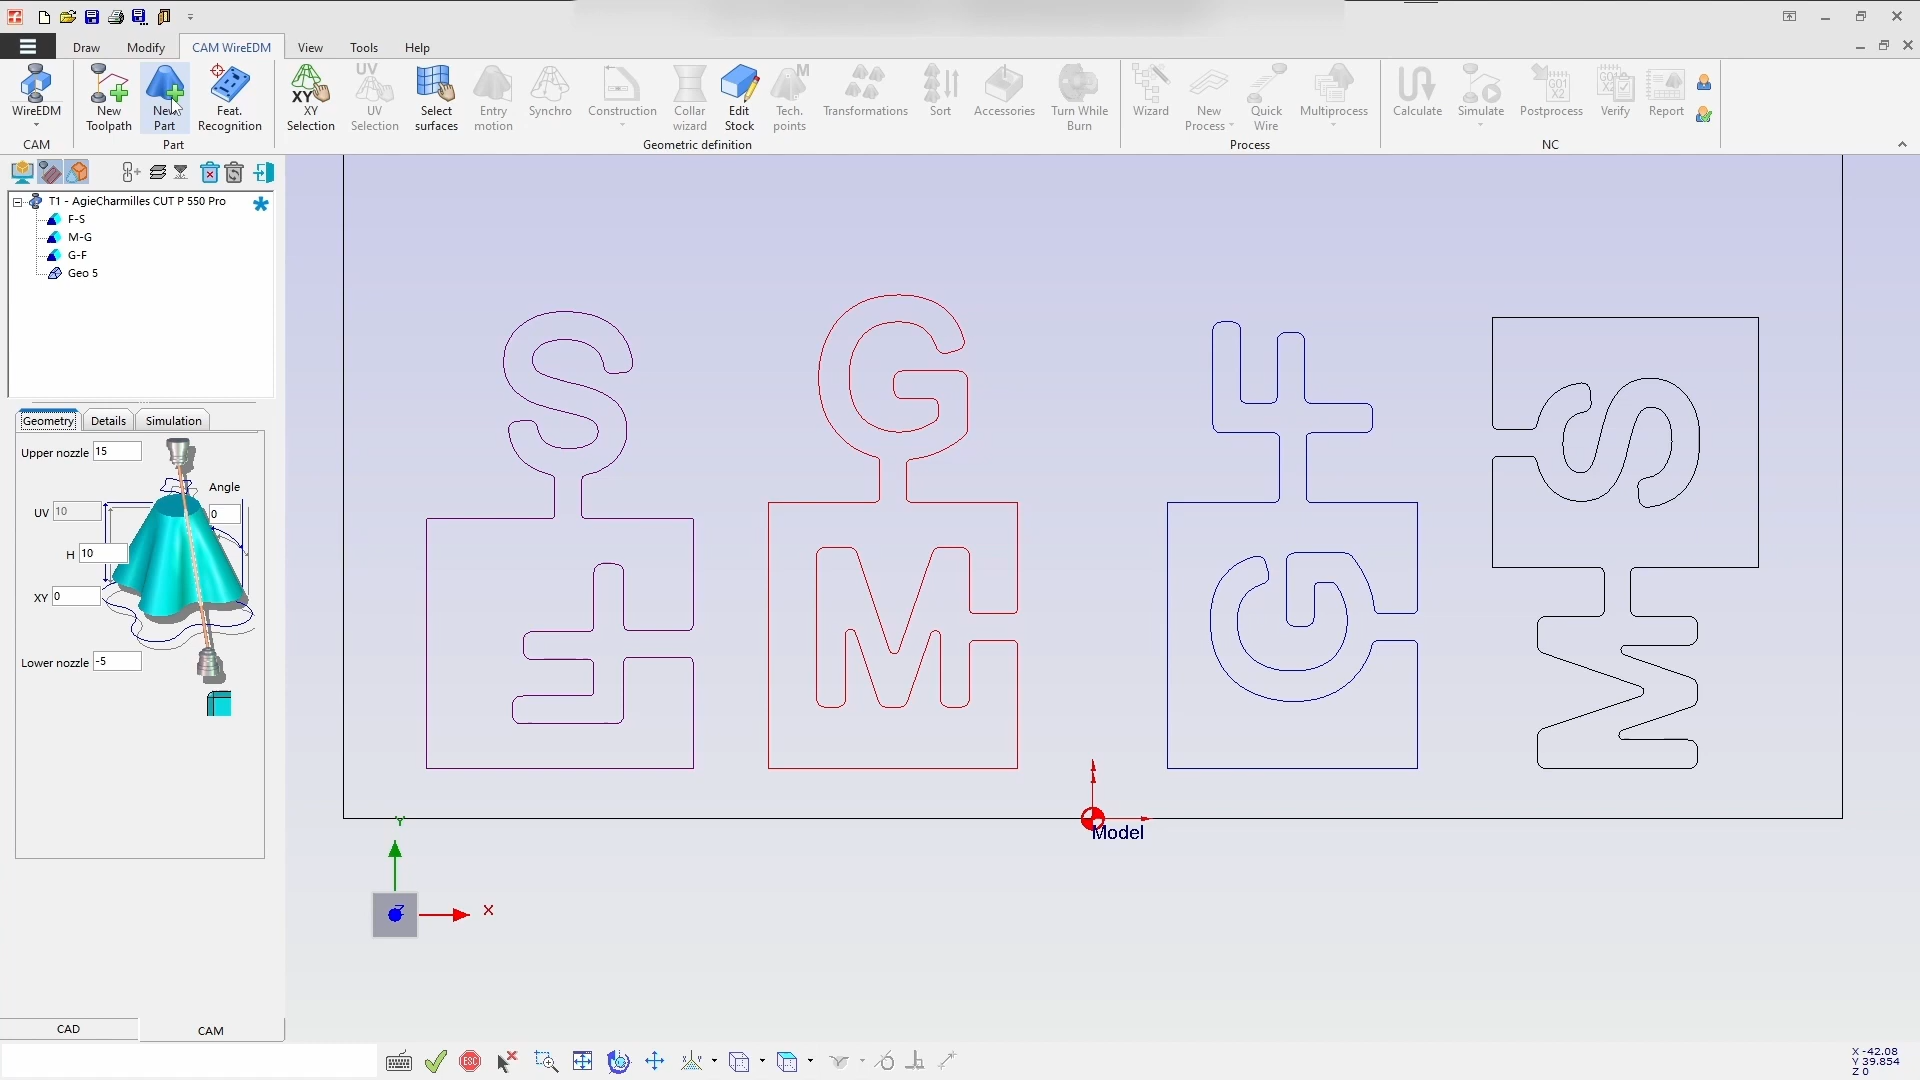 Draw Modify CAM WireEDM View Tools Help
WireEDM
New Toolpath
New Part
Feat. Recognition
XY Selection
UV Selection
Select surfaces
Entry motion
Synchro
Construction
Collar wizard
Edit Stock
Tech. points
Transformations
Sort
Accessories
Turn While Burn
Wizard
New Process
Quick Wire
Multiprocess
Calculate
Simulate
Postprocess
Verify
Report
CAM Part Geometric definition Process NC
T1 - AgieCharmilles CUT P 550 Pro
F-S
M-G
G-F
Geo 5
Geometry Details Simulation
Upper nozzle 15
Angle
UV 10 0
H 10
XY 0
Lower nozzle -5
S G F S
F M G M
Model
Y
Z X
CAD CAM
ESC
X -42.08
Y 39.854
Z 0